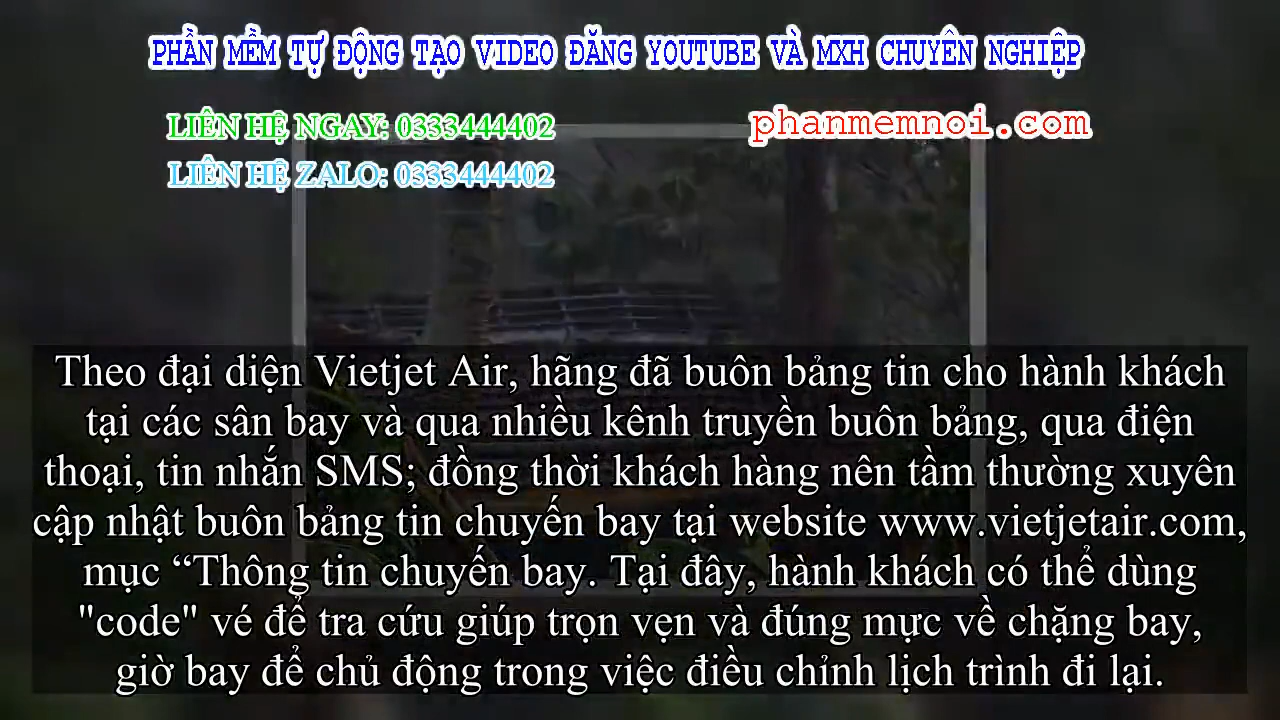 PHẦN MỀM TỰ ĐỘNG TẠO VIDEO ĐĂNG YOUTUBE VÀ MXH CHUYÊN NGHIỆP
LIÊN HỆ NGAY: 0333444402
phanmemnoi.com
LIÊN HỆ ZALO: 0333444402
Theo đại diện Vietjet Air, hãng đã buôn bảng tin cho hành khách
tại các sân bay và qua nhiều kênh truyền buôn bảng, qua điện
thoại, tin nhắn SMS; đồng thời khách hàng nên tầm thường xuyên
cập nhật buôn bảng tin chuyến bay tại website www.vietjetair.com,
mục “Thông tin chuyến bay. Tại đây, hành khách có thể dùng
"code" vé để tra cứu giúp trọn vẹn và đúng mực về chặng bay,
giờ bay để chủ động trong việc điều chỉnh lịch trình đi lại.